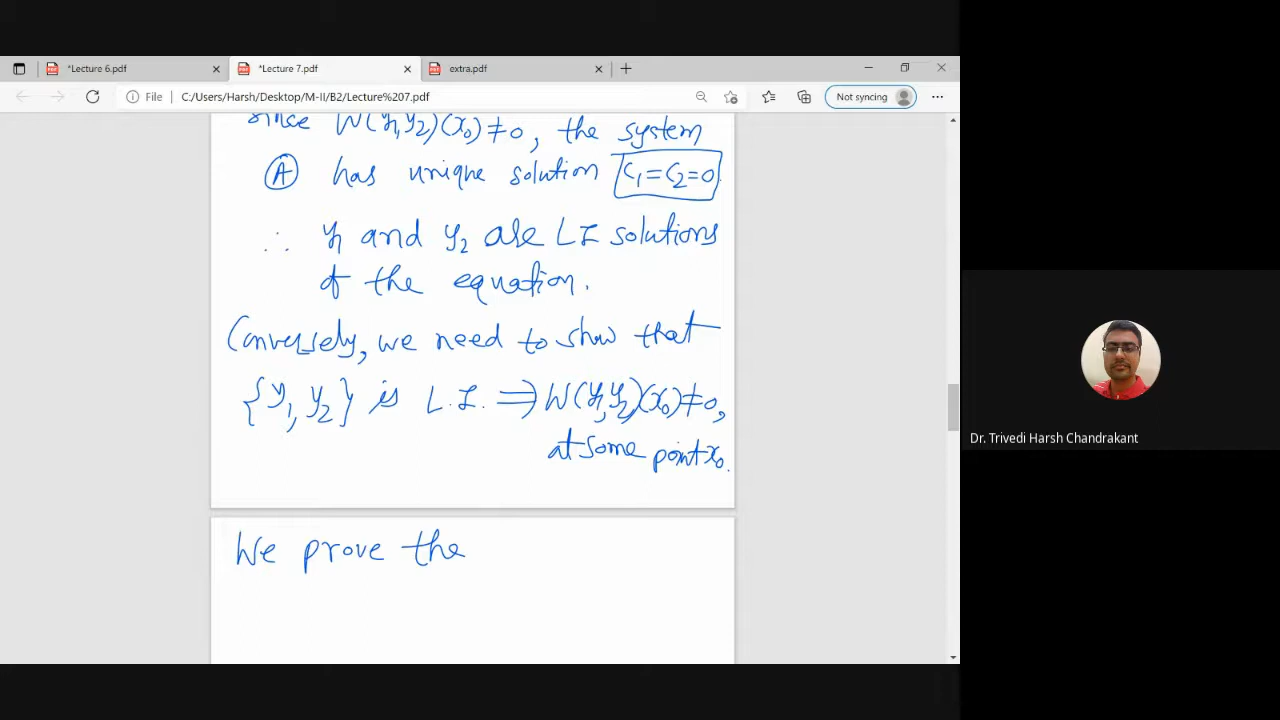 *Lecture 6.pdf
*Lecture 7.pdf
extra.pdf
File
C:/Users/Harsh/Desktop/M-II/B2/Lecture%207.pdf
Not syncing
since W(y₁,y₂)(x₀)≠0, the system
Ⓐ has unique solution C₁=C₂=0
∴ y₁ and y₂ are LI solutions
of the equation.
Conversely, we need to show that
{y₁, y₂} is L.I. ⟹ W(y₁,y₂)(x₀)≠0,
at some point x₀.
We prove the
Dr. Trivedi Harsh Chandrakant